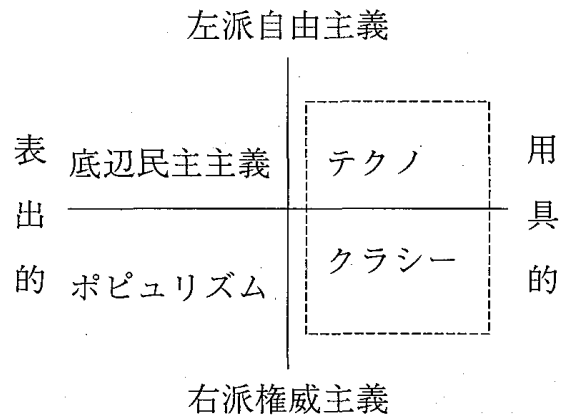 左派自由主義
表出的
底辺民主主義
テクノ
用具的
ポピュリズム
クラシー
右派権威主義